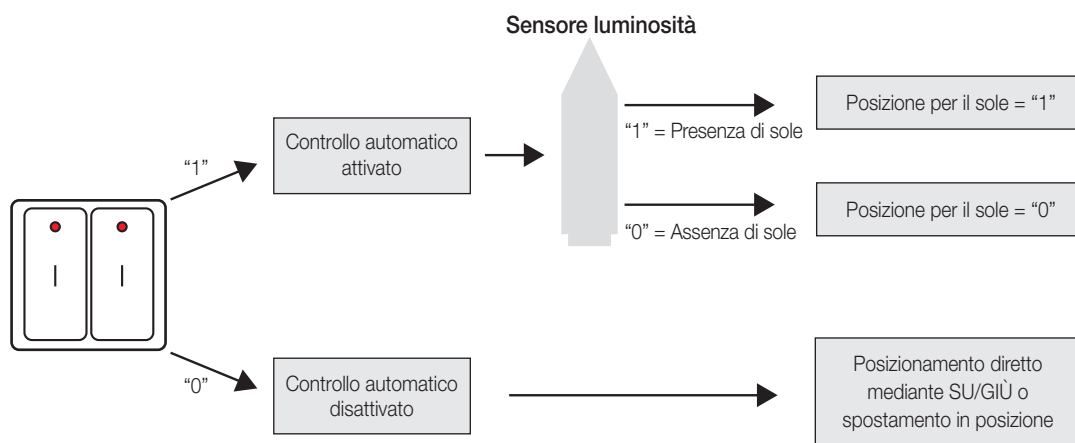 Sensore luminosità
“1”
Controllo automatico
attivato
“1” = Presenza di sole
Posizione per il sole = “1”
“0” = Assenza di sole
Posizione per il sole = “0”
“0”
Controllo automatico
disattivato
Posizionamento diretto
mediante SU/GIÙ o
spostamento in posizione